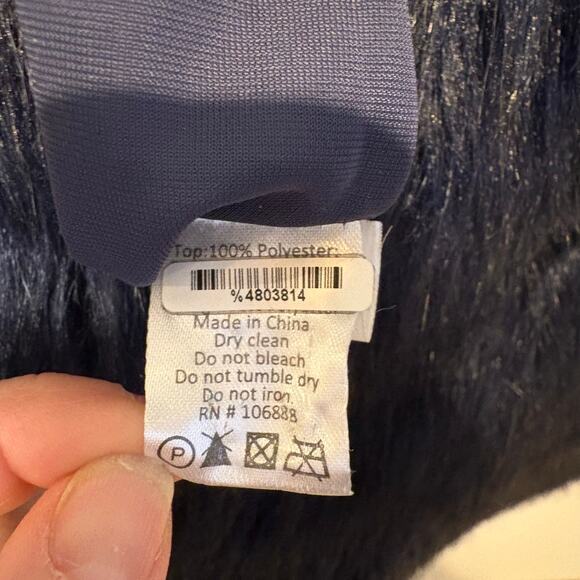 Top:100% Polyester:
%4803814
Made in China
Dry clean
Do not bleach
Do not tumble dry
Do not iron
RN # 106888
P